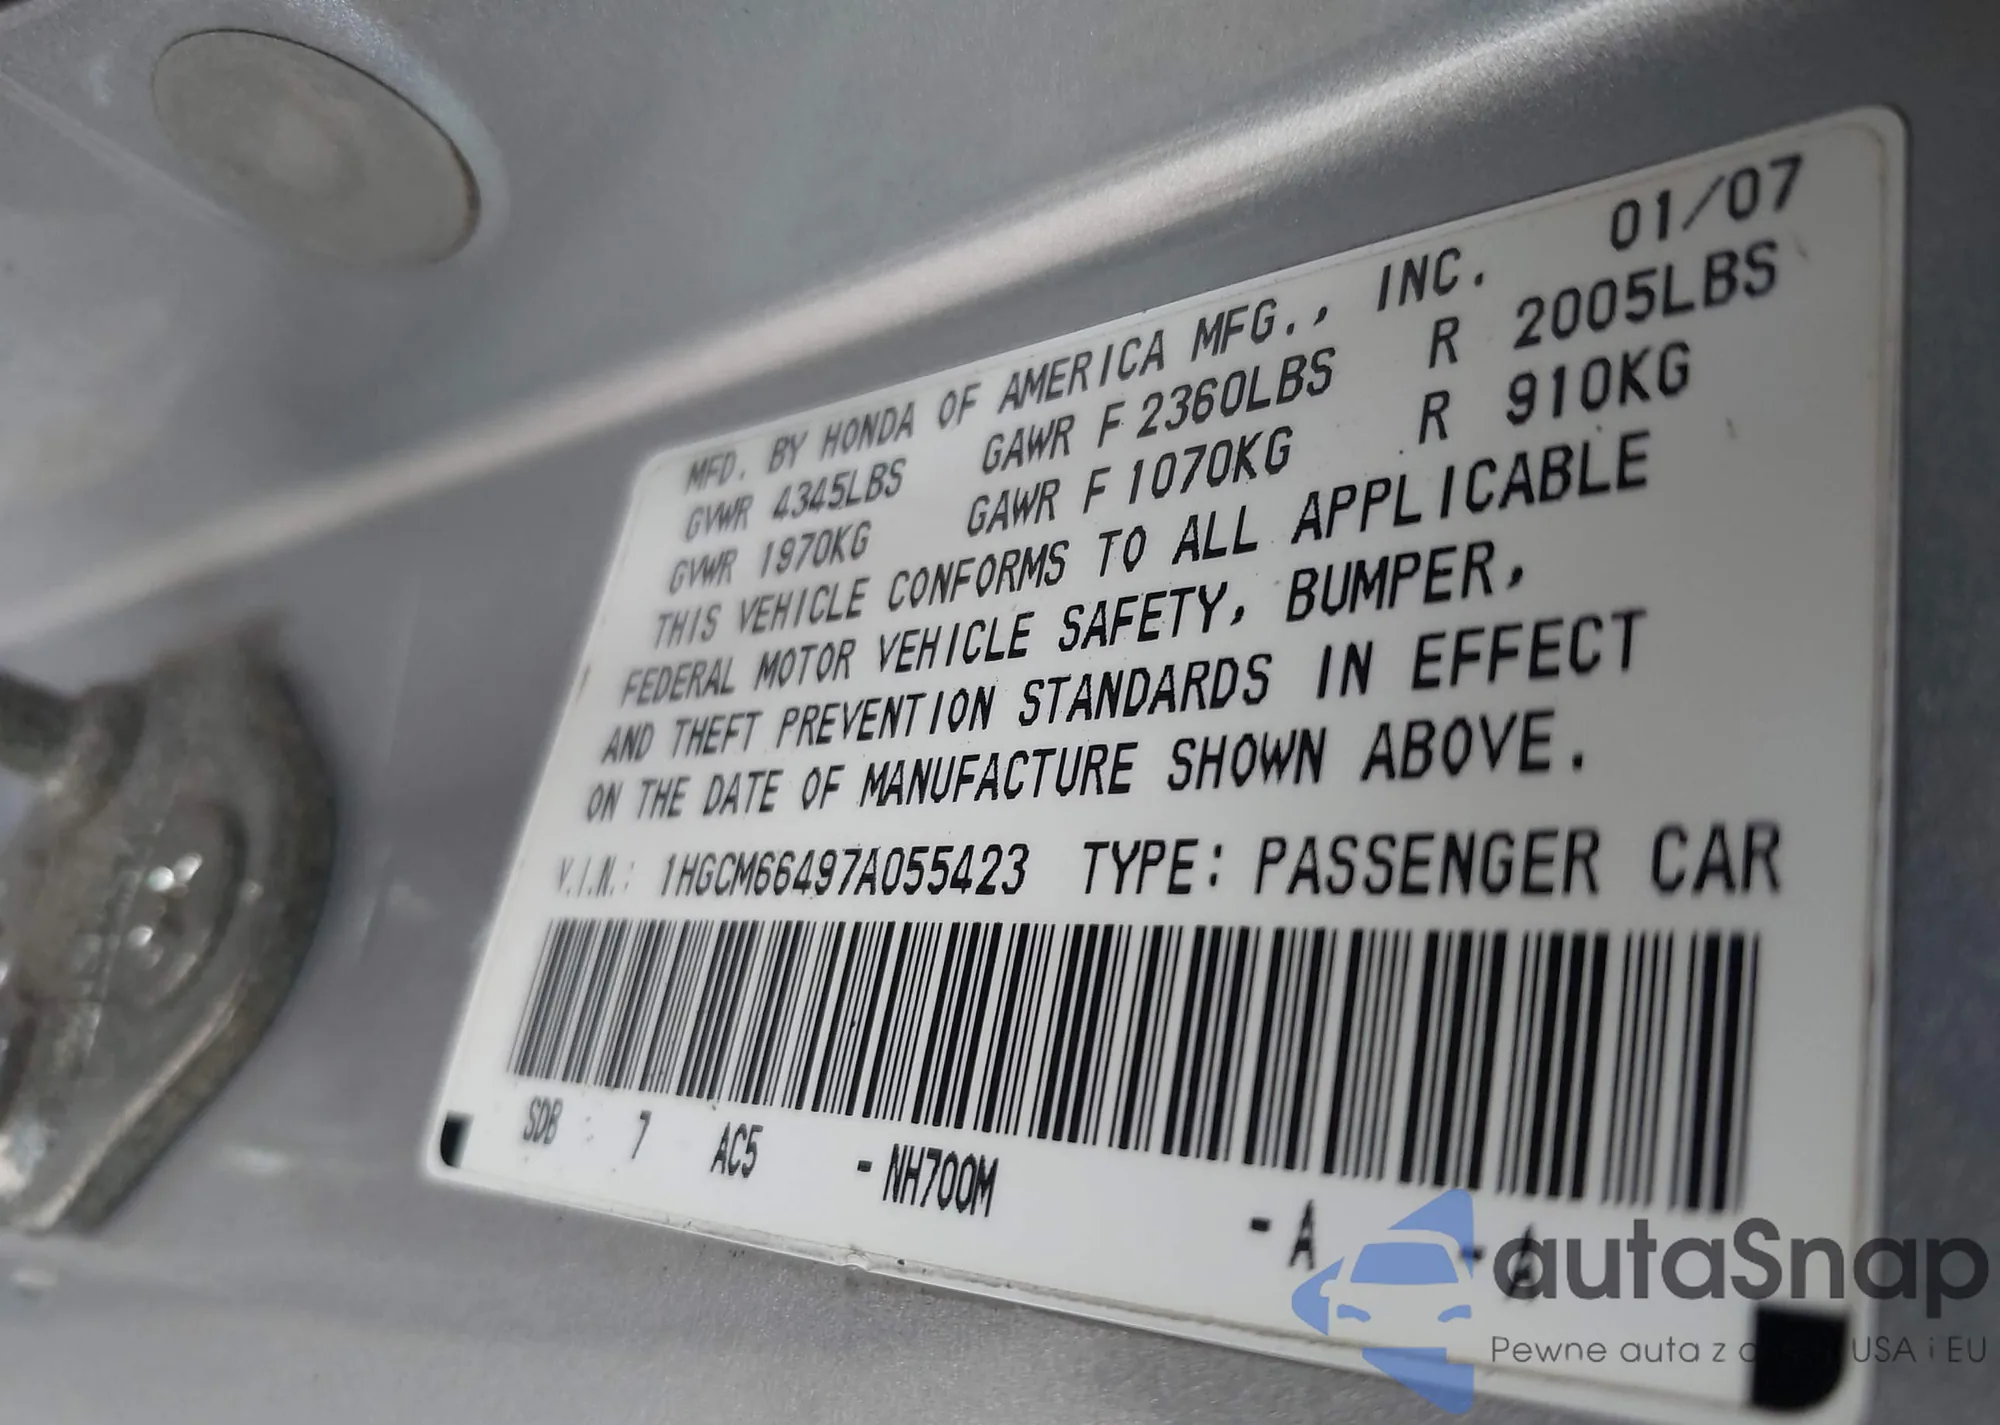 MFD. BY HONDA OF AMERICA MFG., INC. 01/07
GVWR 4345LBS GAWR F 2360LBS R 2005LBS
GVWR 1970KG GAWR F 1070KG R 910KG
THIS VEHICLE CONFORMS TO ALL APPLICABLE
FEDERAL MOTOR VEHICLE SAFETY, BUMPER,
AND THEFT PREVENTION STANDARDS IN EFFECT
ON THE DATE OF MANUFACTURE SHOWN ABOVE.
V.I.N.: 1HGCM66497A055423 TYPE: PASSENGER CAR
SDB : 7 AC5 - NH700M - A -
autaSnap
Pewne auta z USA i EU